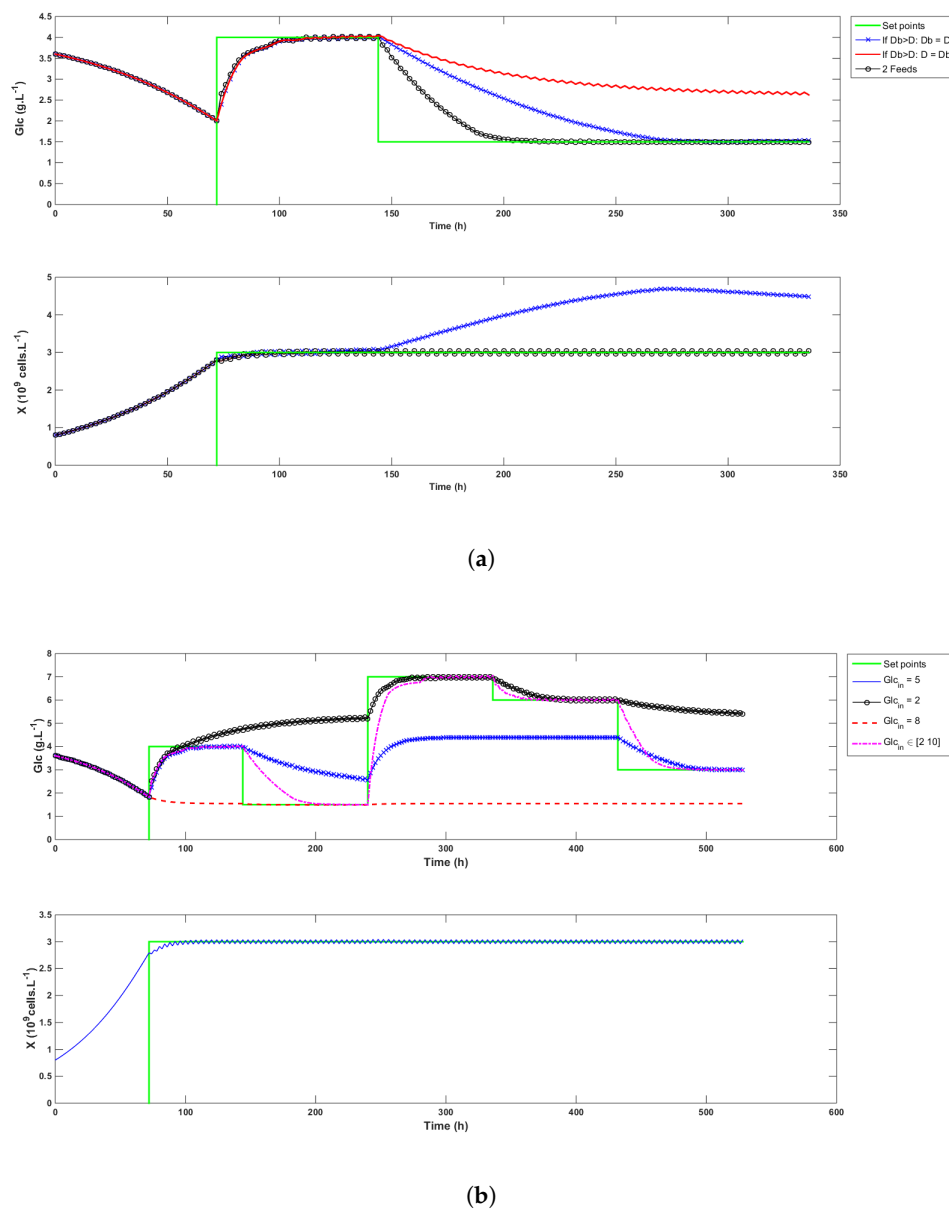 4.5
4
3.5
3
2.5
2
1.5
1
0.5
0
Glc (g.L⁻¹)
0 50 100 150 200 250 300 350
Time (h)
Set points
If Db>D: Db = D
If Db>D: D = Db
2 Feeds
5
4
3
2
1
0
X (10⁹ cells.L⁻¹)
0 50 100 150 200 250 300 350
Time (h)
(a)
8
7
6
5
4
3
2
1
0
Glc (g.L⁻¹)
0 100 200 300 400 500 600
Time (h)
Set points
Glcᵢₙ = 5
Glcᵢₙ = 2
Glcᵢₙ = 8
Glcᵢₙ ∈ [2 10]
3.5
3
2.5
2
1.5
1
0.5
0
X (10⁹cells.L⁻¹)
0 100 200 300 400 500 600
Time (h)
(b)